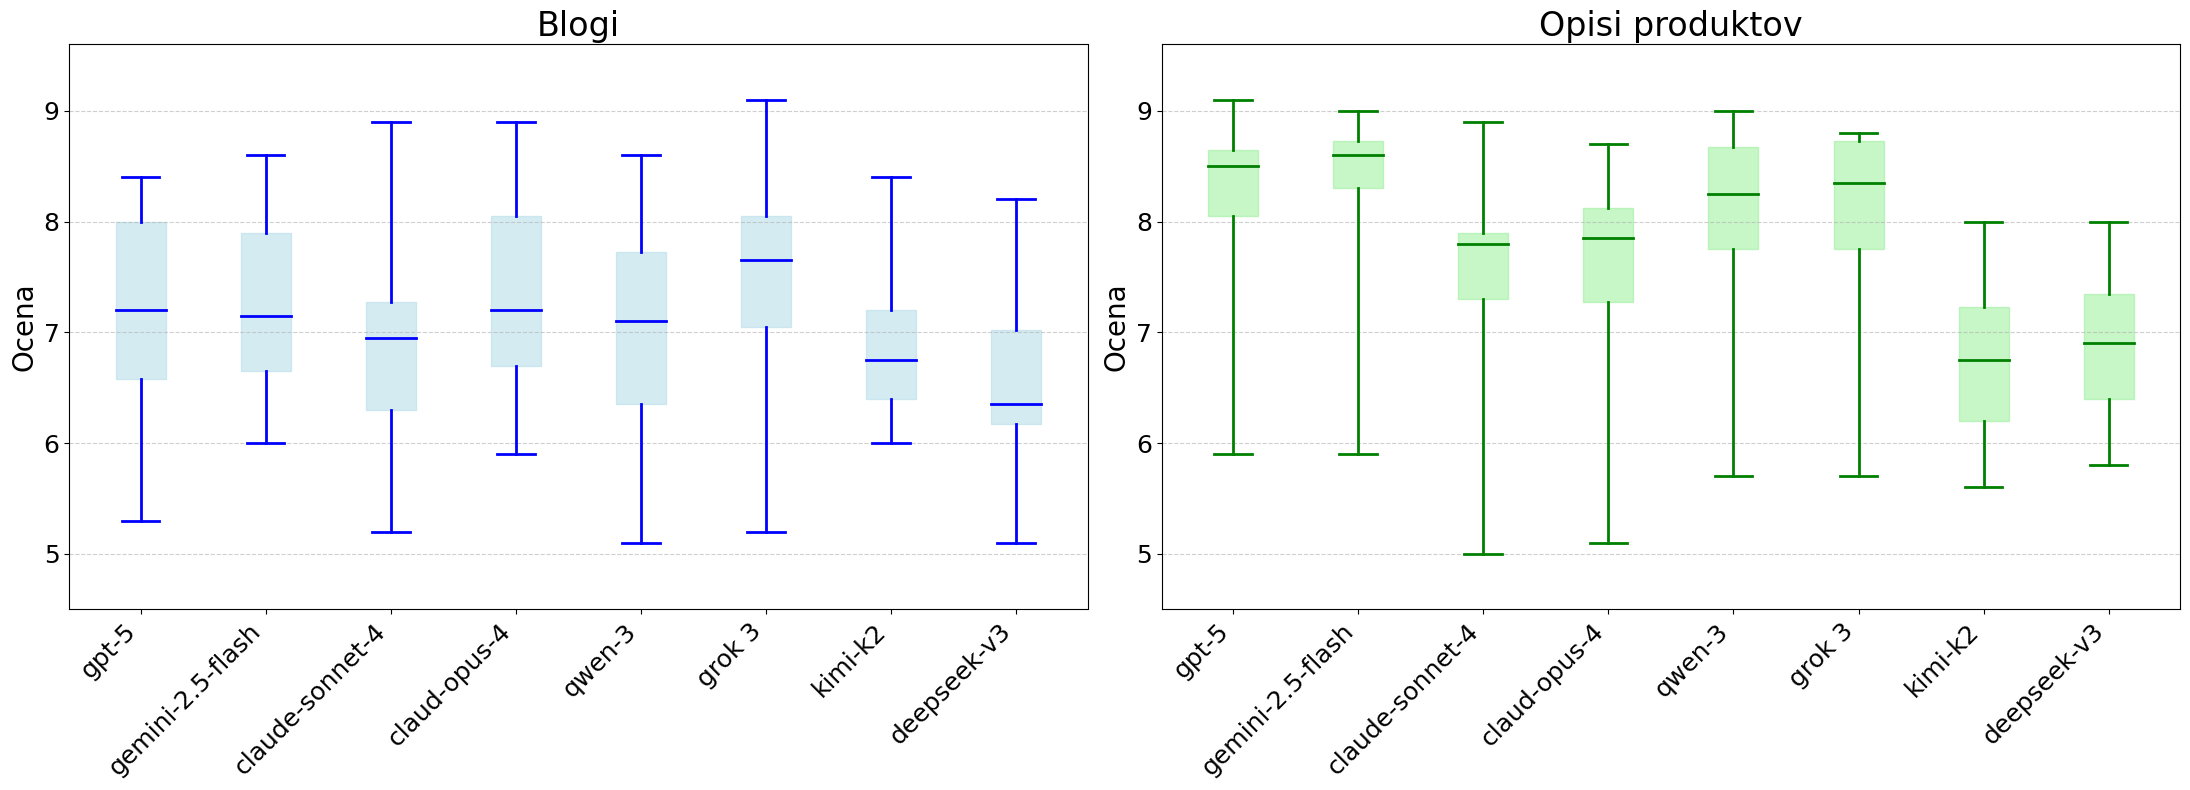 Blogi
Ocena
9
8
7
6
5
gpt-5
gemini-2.5-flash
claude-sonnet-4
claud-opus-4
qwen-3
grok 3
kimi-k2
deepseek-v3
Opisi produktov
Ocena
9
8
7
6
5
gpt-5
gemini-2.5-flash
claude-sonnet-4
claud-opus-4
qwen-3
grok 3
kimi-k2
deepseek-v3